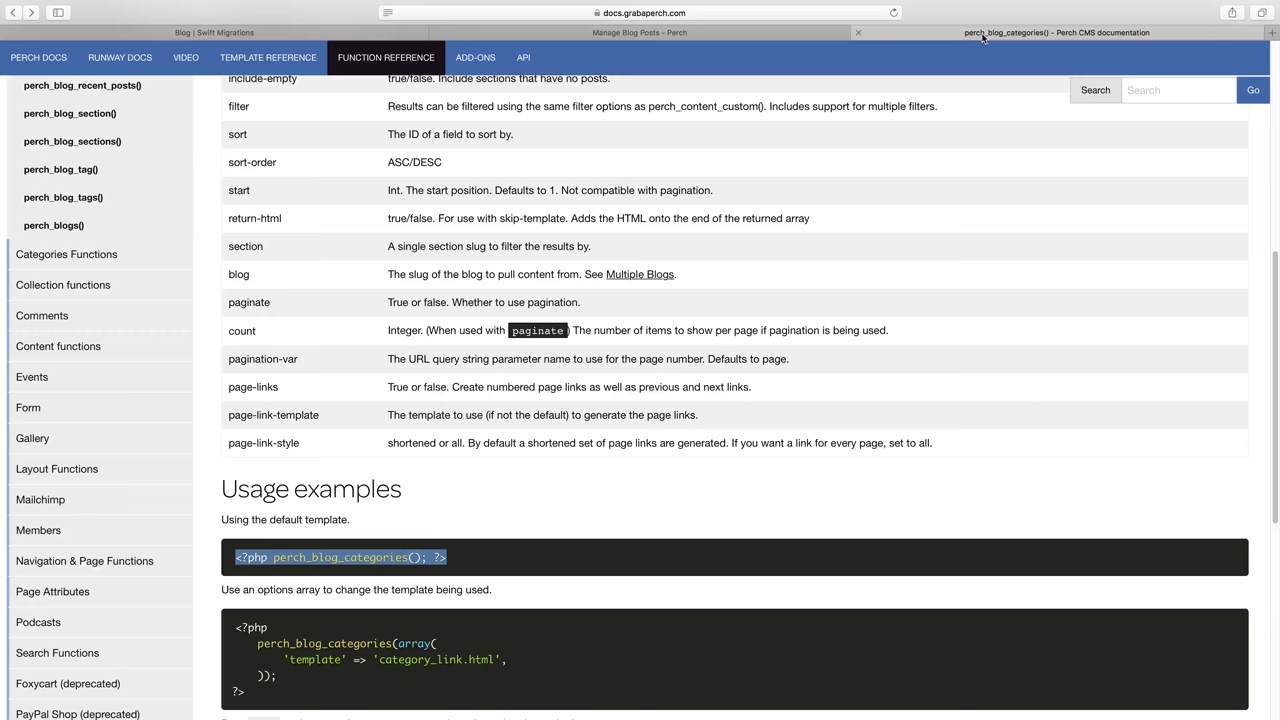 docs.grabaperch.com
Blog | Swift Migrations
Manage Blog Posts - Perch
perch_blog_categories() - Perch CMS documentation
PERCH DOCS
RUNWAY DOCS
VIDEO
TEMPLATE REFERENCE
FUNCTION REFERENCE
ADD-ONS
API
include-empty true/false. Include sections that have no posts.
perch_blog_recent_posts()
Search Search Go
filter Results can be filtered using the same filter options as perch_content_custom(). Includes support for multiple filters.
perch_blog_section()
sort The ID of a field to sort by.
perch_blog_sections()
sort-order ASC/DESC
perch_blog_tag()
start Int. The start position. Defaults to 1. Not compatible with pagination.
perch_blog_tags()
return-html true/false. For use with skip-template. Adds the HTML onto the end of the returned array
perch_blogs()
section A single section slug to filter the results by.
Categories Functions
blog The slug of the blog to pull content from. See Multiple Blogs.
Collection functions
paginate True or false. Whether to use pagination.
Comments
count Integer. (When used with paginate) The number of items to show per page if pagination is being used.
Content functions
pagination-var The URL query string parameter name to use for the page number. Defaults to page.
Events
page-links True or false. Create numbered page links as well as previous and next links.
Form
page-link-template The template to use (if not the default) to generate the page links.
Gallery
page-link-style shortened or all. By default a shortened set of page links are generated. If you want a link for every page, set to all.
Layout Functions
Mailchimp
Members
Navigation & Page Functions
Page Attributes
Podcasts
Search Functions
Foxycart (deprecated)
PayPal Shop (deprecated)
Usage examples
Using the default template.
<?php perch_blog_categories(); ?>
Use an options array to change the template being used.
<?php
perch_blog_categories(array(
'template' => 'category_link.html',
));
?>